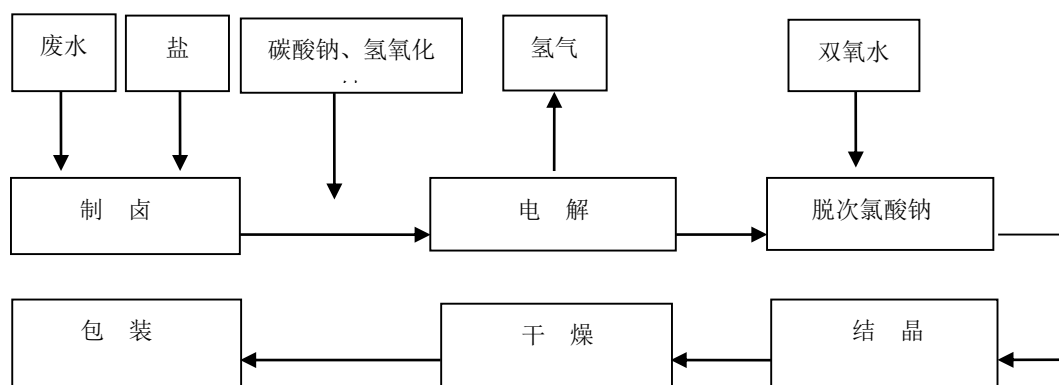 废水
盐
碳酸钠、氢氧化
氢气
双氧水
制 卤
电 解
脱次氯酸钠
包 装
干 燥
结 晶